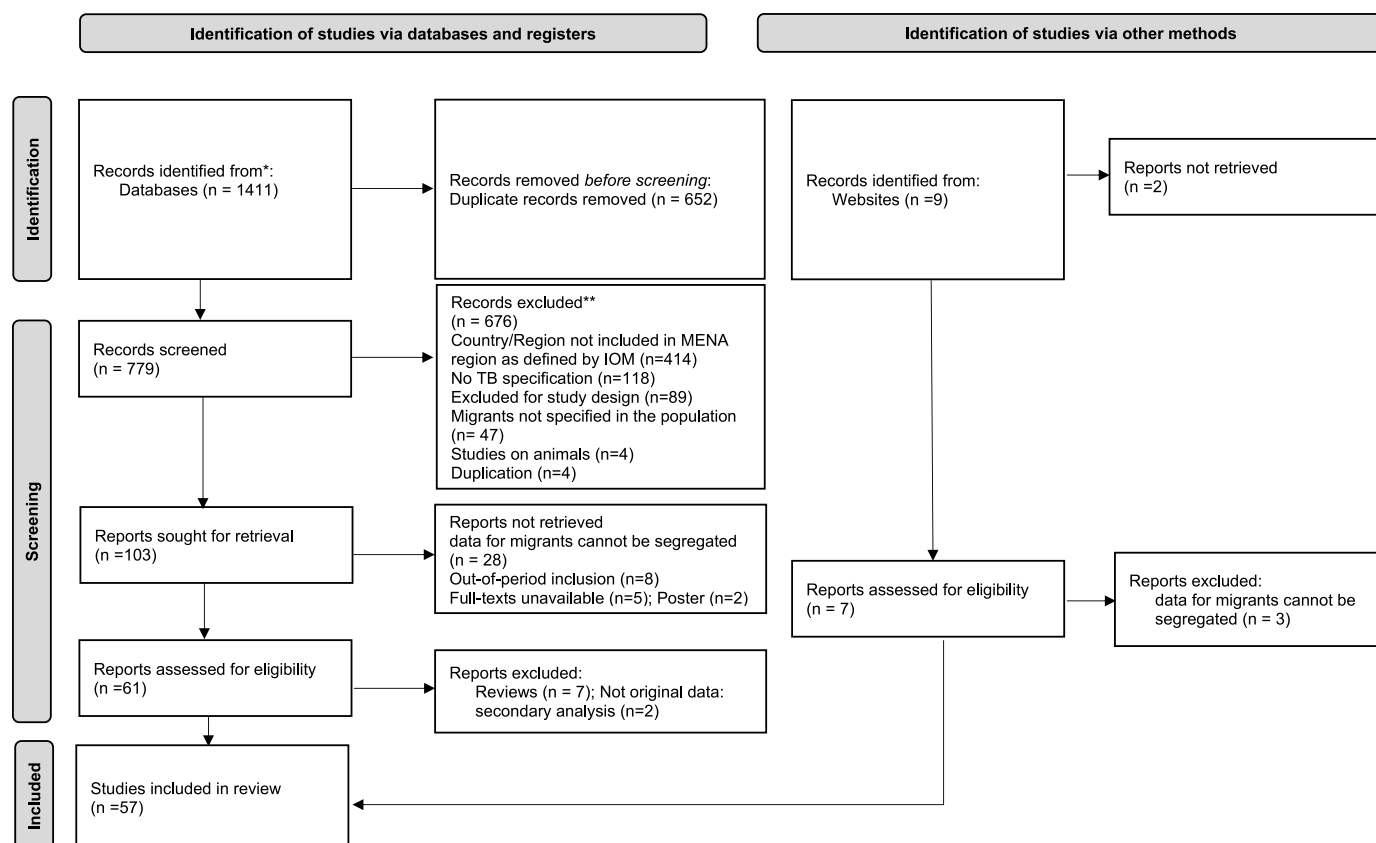 Identification of studies via databases and registers
Identification of studies via other methods
Identification
Records identified from*:
Databases (n = 1411)
Records removed before screening:
Duplicate records removed (n = 652)
Records identified from:
Websites (n =9)
Reports not retrieved
(n =2)
Screening
Records screened
(n = 779)
Records excluded**
(n = 676)
Country/Region not included in MENA
region as defined by IOM (n=414)
No TB specification (n=118)
Excluded for study design (n=89)
Migrants not specified in the population
(n= 47)
Studies on animals (n=4)
Duplication (n=4)
Reports sought for retrieval
(n =103)
Reports not retrieved
data for migrants cannot be segregated
(n = 28)
Out-of-period inclusion (n=8)
Full-texts unavailable (n=5); Poster (n=2)
Reports assessed for eligibility
(n = 7)
Reports excluded:
data for migrants cannot be
segregated (n = 3)
Reports assessed for eligibility
(n =61)
Reports excluded:
Reviews (n = 7); Not original data:
secondary analysis (n=2)
Included
Studies included in review
(n =57)